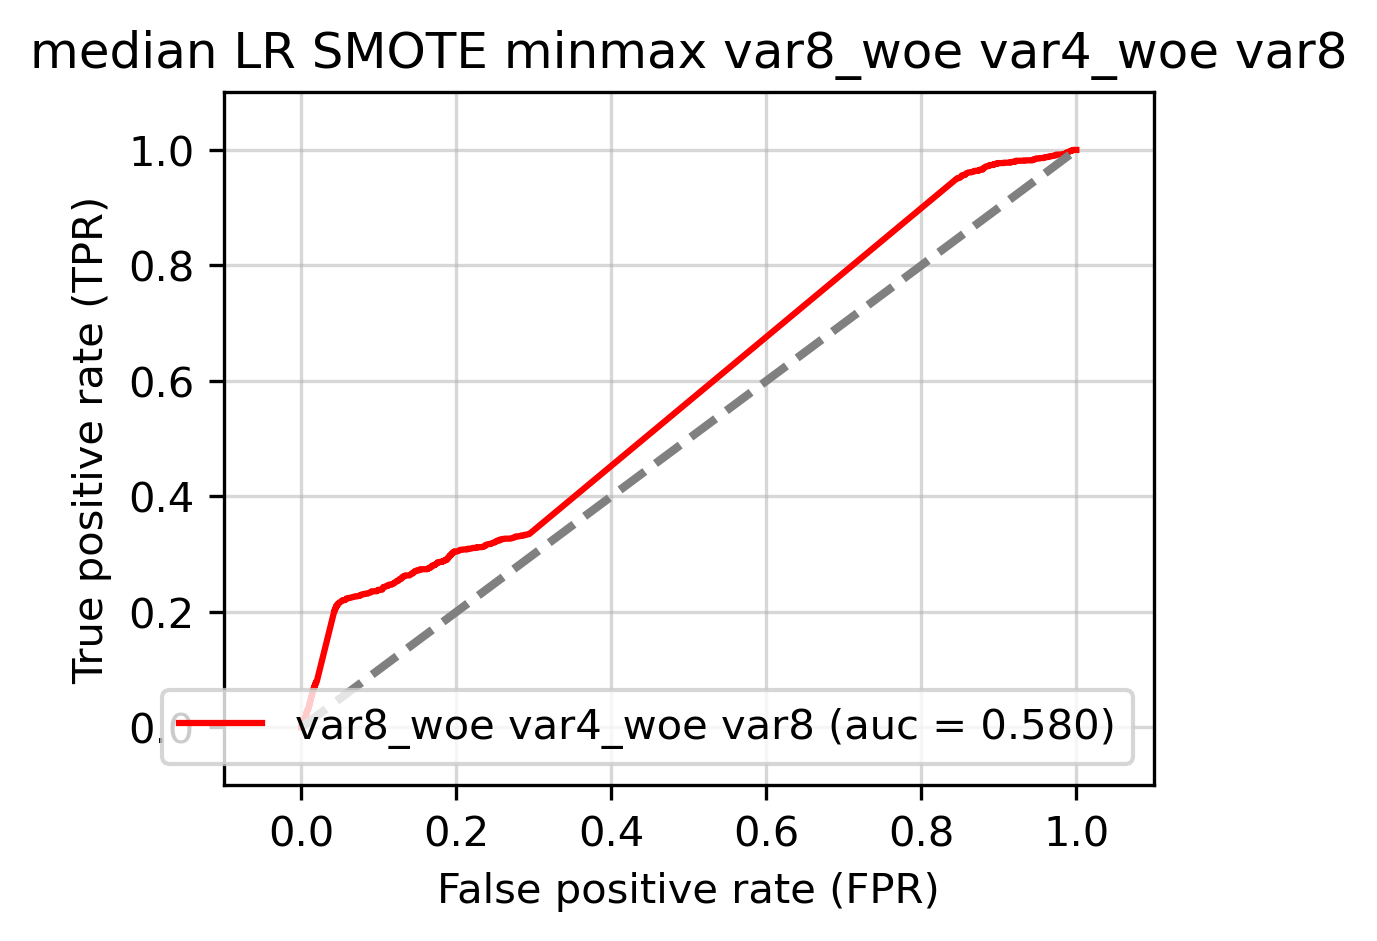 median LR SMOTE minmax var8_woe var4_woe var8
True positive rate (TPR)
1.0
0.8
0.6
0.4
0.2
0.0
var8_woe var4_woe var8 (auc = 0.580)
0.0 0.2 0.4 0.6 0.8 1.0
False positive rate (FPR)